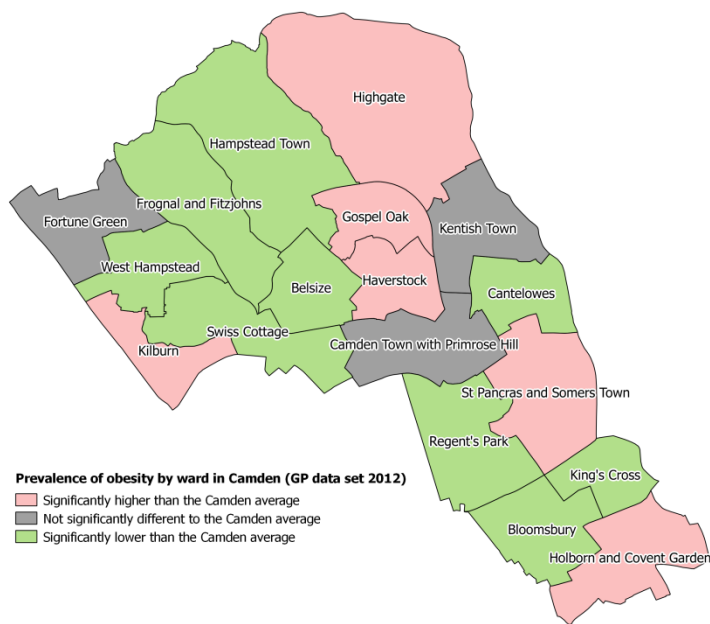 Highgate
Hampstead Town
Frognal and Fitzjohns
Gospel Oak
Fortune Green
Kentish Town
West Hampstead
Haverstock
Belsize
Cantelowes
Swiss Cottage
Camden Town with Primrose Hill
Kilburn
St Pancras and Somers Town
Regent's Park
King's Cross
Bloomsbury
Holborn and Covent Garden
Prevalence of obesity by ward in Camden (GP data set 2012)
Significantly higher than the Camden average
Not significantly different to the Camden average
Significantly lower than the Camden average